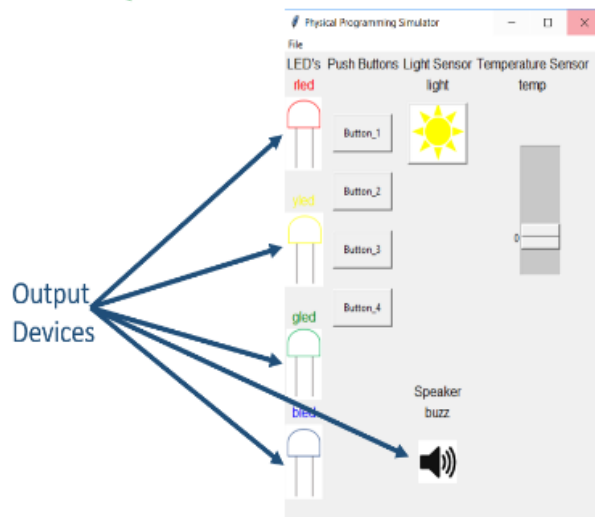 Physical Programming Simulator
File
LED's Push Buttons Light Sensor Temperature Sensor
rled light temp
Button_1
yled
Button_2
Button_3
0
Output
Devices
gled
Button_4
Speaker
bled buzz